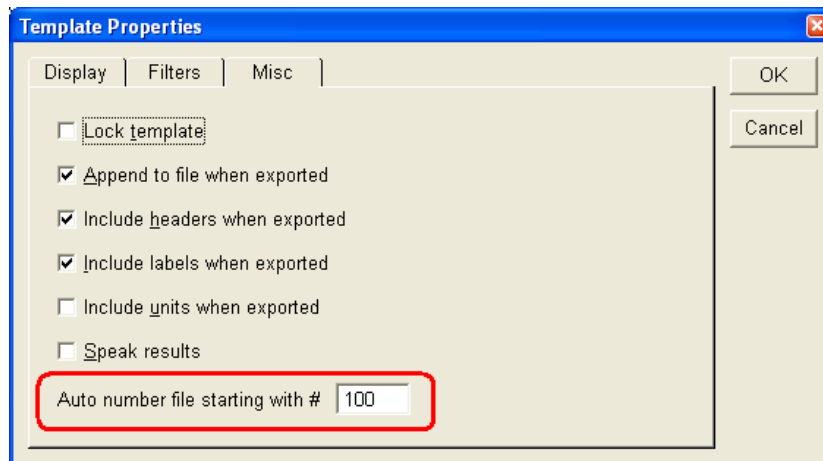 Template Properties
Display Filters Misc
OK
Cancel
Lock template
Append to file when exported
Include headers when exported
Include labels when exported
Include units when exported
Speak results
Auto number file starting with # 100